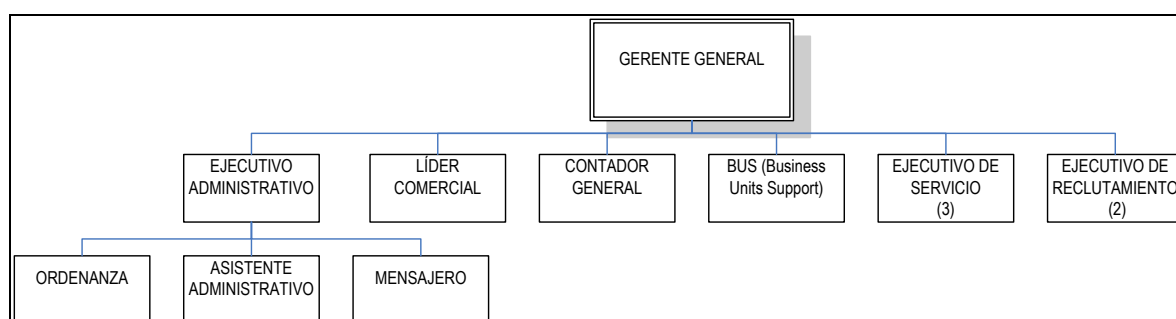 GERENTE GENERAL
EJECUTIVO
ADMINISTRATIVO
LÍDER
COMERCIAL
CONTADOR
GENERAL
BUS (Business
Units Support)
EJECUTIVO DE
SERVICIO
(3)
EJECUTIVO DE
RECLUTAMIENTO
(2)
ORDENANZA
ASISTENTE
ADMINISTRATIVO
MENSAJERO